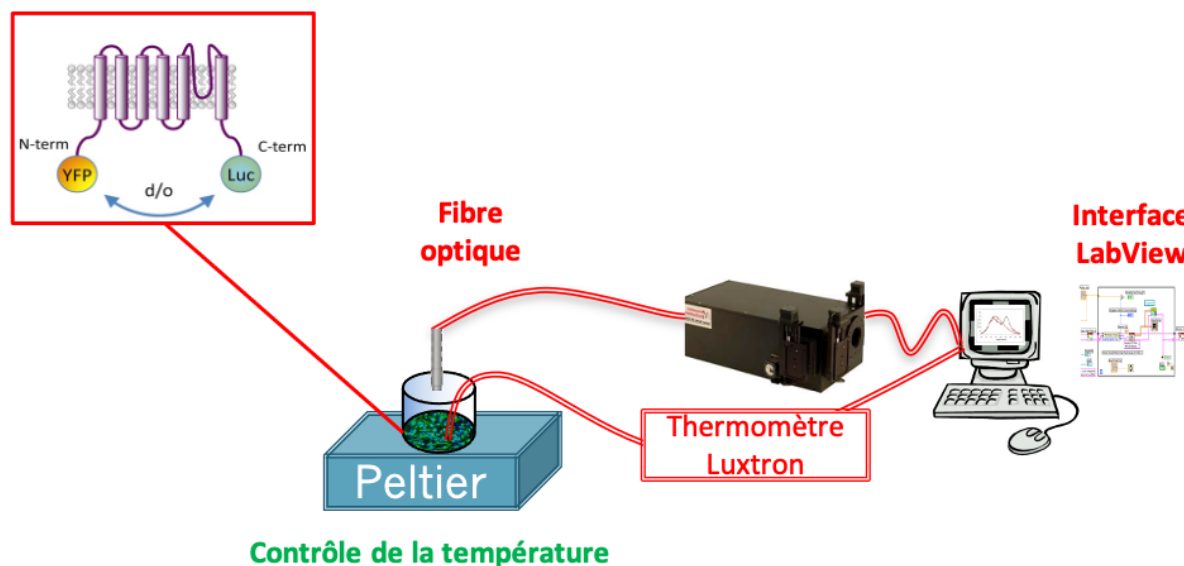 N-term
C-term
YFP
Luc
d/o
Fibre
optique
Interface
LabView
Thermomètre
Luxtron
Peltier
Contrôle de la température